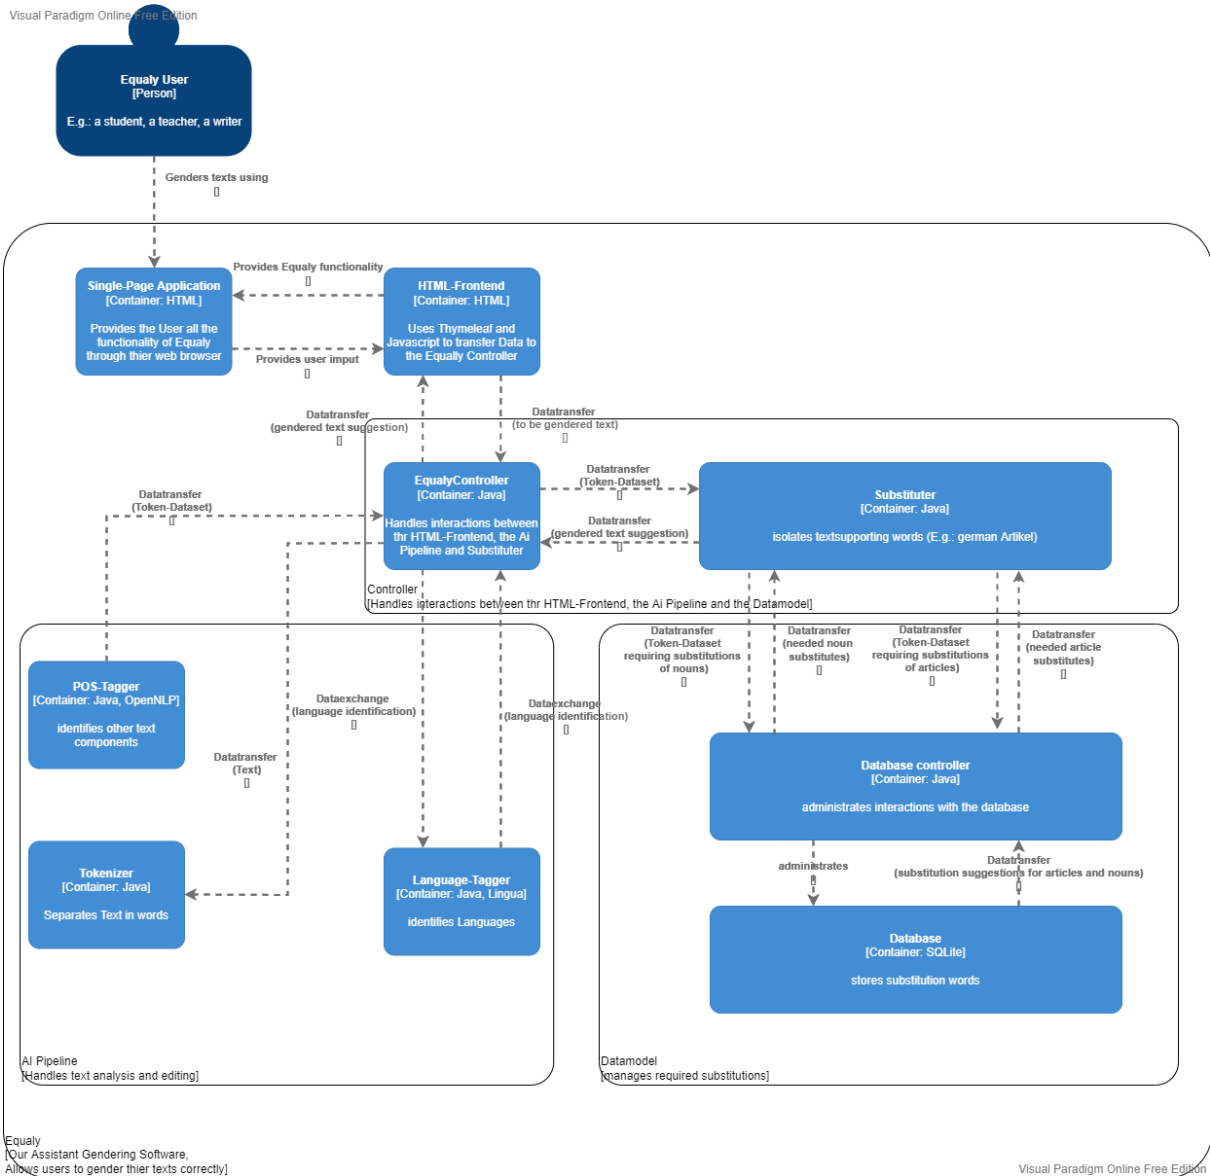 Visual Paradigm Online Free Edition
Equaly User
[Person]
E.g.: a student, a teacher, a writer
Genders texts using
[]
Single-Page Application
[Container: HTML]
Provides the User all the
functionality of Equaly
through thier web browser
Provides Equaly functionality
[]
Provides user imput
[]
HTML-Frontend
[Container: HTML]
Uses Thymeleaf and
Javascript to transfer Data to
the Equally Controller
Datatransfer
(gendered text suggestion)
[]
Datatransfer
(to be gendered text)
[]
EqualyController
[Container: Java]
Handles interactions between
thr HTML-Frontend, the Ai
Pipeline and Substituter
Datatransfer
(Token-Dataset)
[]
Datatransfer
(gendered text suggestion)
[]
Substituter
[Container: Java]
isolates textsupporting words (E.g.: german Artikel)
Datatransfer
(Token-Dataset)
[]
Controller
[Handles interactions between thr HTML-Frontend, the Ai Pipeline and the Datamodel]
POS-Tagger
[Container: Java, OpenNLP]
identifies other text
components
Datatransfer
(Text)
[]
Dataexchange
(language identification)
[]
Dataexchange
(language identification)
[]
Tokenizer
[Container: Java]
Separates Text in words
Language-Tagger
[Container: Java, Lingua]
identifies Languages
AI Pipeline
[Handles text analysis and editing]
Datatransfer
(Token-Dataset
requiring substitutions
of nouns)
[]
Datatransfer
(needed noun
substitutes)
[]
Datatransfer
(Token-Dataset
requiring substitutions
of articles)
[]
Datatransfer
(needed article
substitutes)
[]
Database controller
[Container: Java]
administrates interactions with the database
administrates
[]
Datatransfer
(substitution suggestions for articles and nouns)
[]
Database
[Container: SQLite]
stores substitution words
Datamodel
[manages required substitutions]
Equaly
[Our Assistant Gendering Software,
Allows users to gender thier texts correctly]
Visual Paradigm Online Free Edition